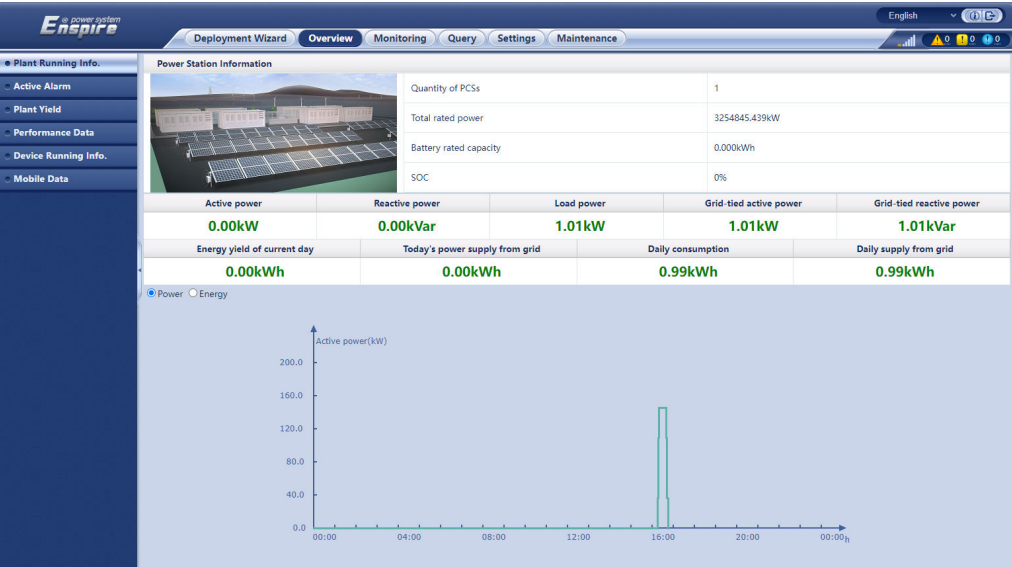 e power system
Enspire
English
Deployment Wizard Overview Monitoring Query Settings Maintenance
0 0 0
Plant Running Info.
Active Alarm
Plant Yield
Performance Data
Device Running Info.
Mobile Data
Power Station Information
Quantity of PCSs 1
Total rated power 3254845.439kW
Battery rated capacity 0.000kWh
SOC 0%
Active power Reactive power Load power Grid-tied active power Grid-tied reactive power
0.00kW 0.00kVar 1.01kW 1.01kW 1.01kVar
Energy yield of current day Today's power supply from grid Daily consumption Daily supply from grid
0.00kWh 0.00kWh 0.99kWh 0.99kWh
Power Energy
Active power(kW)
200.0
160.0
120.0
80.0
40.0
0.0
00:00 04:00 08:00 12:00 16:00 20:00 00:00 h